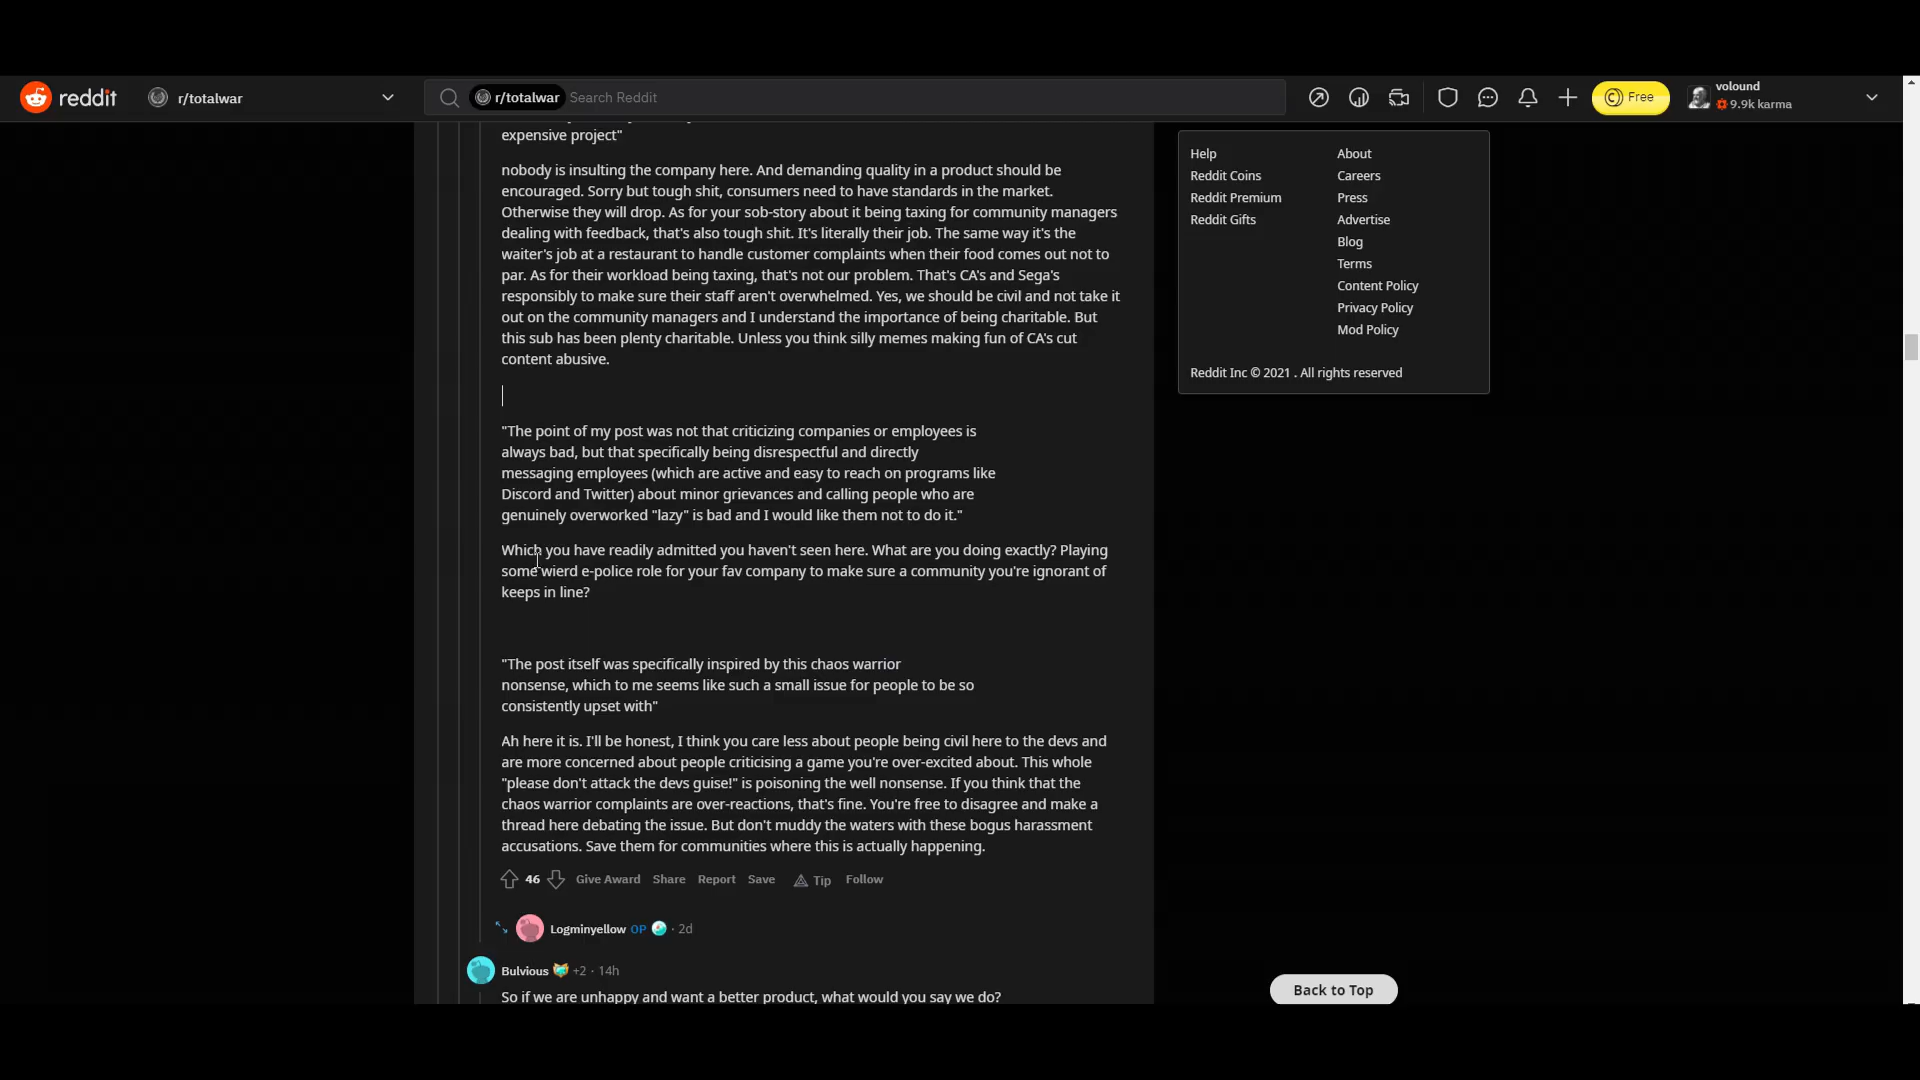 reddit
r/totalwar
r/totalwar Search Reddit
Free
volound
9.9k karma
expensive project"
nobody is insulting the company here. And demanding quality in a product should be
encouraged. Sorry but tough shit, consumers need to have standards in the market.
Otherwise they will drop. As for your sob-story about it being taxing for community managers
dealing with feedback, that's also tough shit. It's literally their job. The same way it's the
waiter's job at a restaurant to handle customer complaints when their food comes out not to
par. As for their workload being taxing, that's not our problem. That's CA's and Sega's
responsibly to make sure their staff aren't overwhelmed. Yes, we should be civil and not take it
out on the community managers and I understand the importance of being charitable. But
this sub has been plenty charitable. Unless you think silly memes making fun of CA's cut
content abusive.
"The point of my post was not that criticizing companies or employees is
always bad, but that specifically being disrespectful and directly
messaging employees (which are active and easy to reach on programs like
Discord and Twitter) about minor grievances and calling people who are
genuinely overworked "lazy" is bad and I would like them not to do it."
Which you have readily admitted you haven't seen here. What are you doing exactly? Playing
some wierd e-police role for your fav company to make sure a community you're ignorant of
keeps in line?
"The post itself was specifically inspired by this chaos warrior
nonsense, which to me seems like such a small issue for people to be so
consistently upset with"
Ah here it is. I'll be honest, I think you care less about people being civil here to the devs and
are more concerned about people criticising a game you're over-excited about. This whole
"please don't attack the devs guise!" is poisoning the well nonsense. If you think that the
chaos warrior complaints are over-reactions, that's fine. You're free to disagree and make a
thread here debating the issue. But don't muddy the waters with these bogus harassment
accusations. Save them for communities where this is actually happening.
46 Give Award Share Report Save Tip Follow
Logminyellow OP · 2d
Bulvious +2 · 14h
So if we are unhappy and want a better product, what would you say we do?
Help
Reddit Coins
Reddit Premium
Reddit Gifts
About
Careers
Press
Advertise
Blog
Terms
Content Policy
Privacy Policy
Mod Policy
Reddit Inc © 2021 . All rights reserved
Back to Top